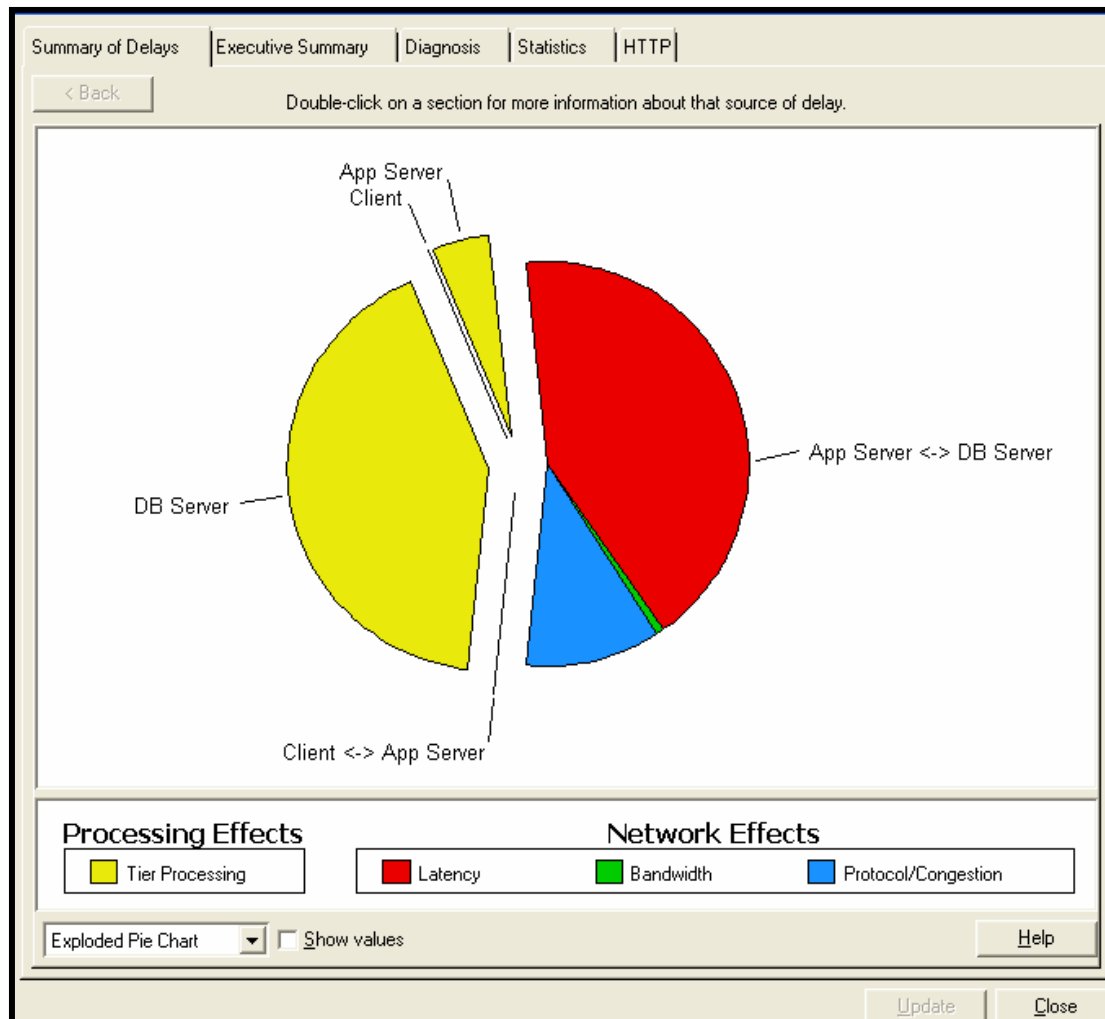 Summary of Delays
Executive Summary
Diagnosis
Statistics
HTTP
< Back
Double-click on a section for more information about that source of delay.
App Server
Client
App Server <-> DB Server
DB Server
Client <-> App Server
Processing Effects
Network Effects
Tier Processing
Latency
Bandwidth
Protocol/Congestion
Exploded Pie Chart
Show values
Help
Update
Close